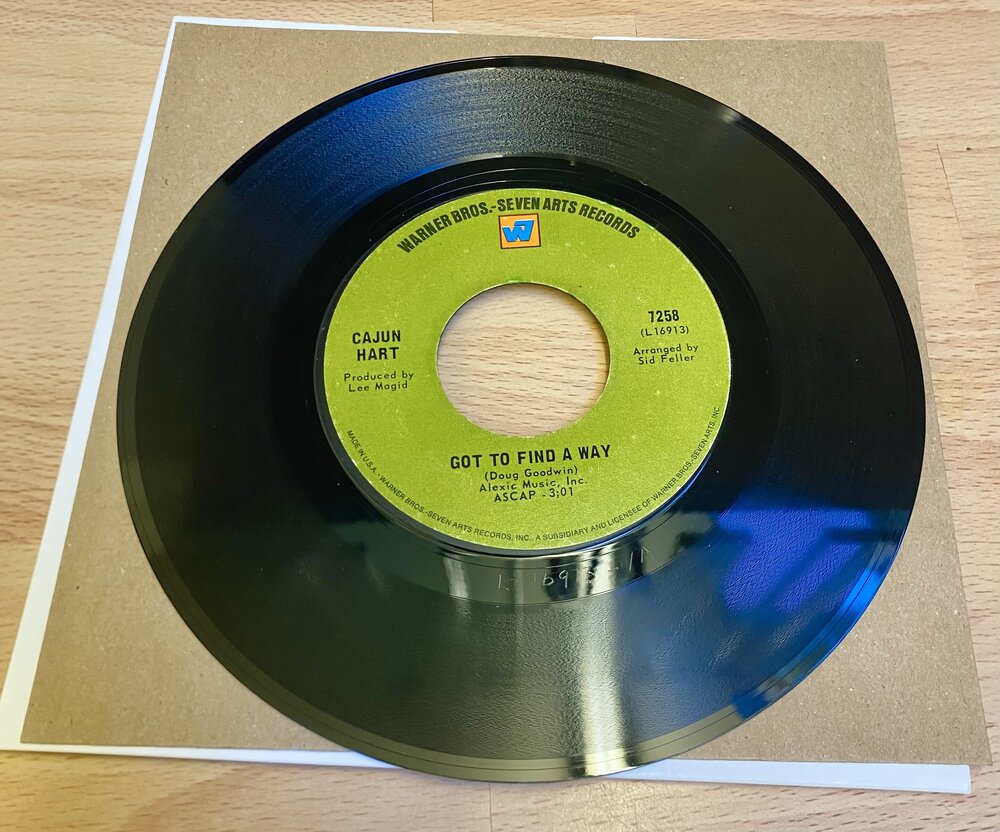 WARNER BROS.-SEVEN ARTS RECORDS
W7
CAJUN
HART
Produced by
Lee Magid
7258
(L16913)
Arranged by
Sid Feller
GOT TO FIND A WAY
(Doug Goodwin)
Alexic Music, Inc.
ASCAP -3:01
MADE IN U.S.A. · WARNER BROS.-SEVEN ARTS RECORDS, INC., A SUBSIDIARY AND LICENSEE OF WARNER BROS.-SEVEN ARTS, INC.